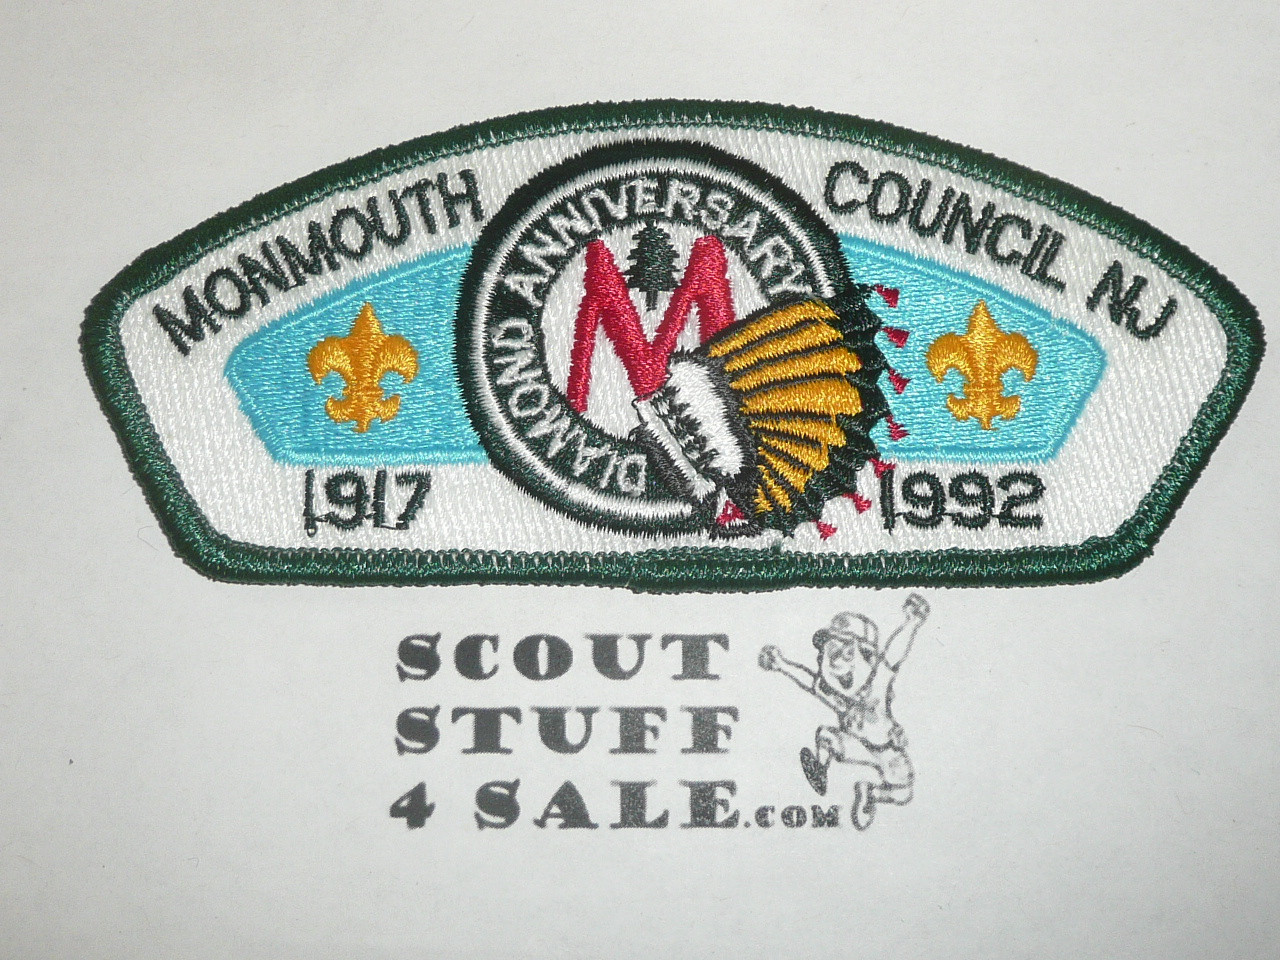 MONMOUTH COUNCIL NJ
DIAMOND ANNIVERSARY
M
1917 1992
SCOUT
STUFF
4 SALE.COM